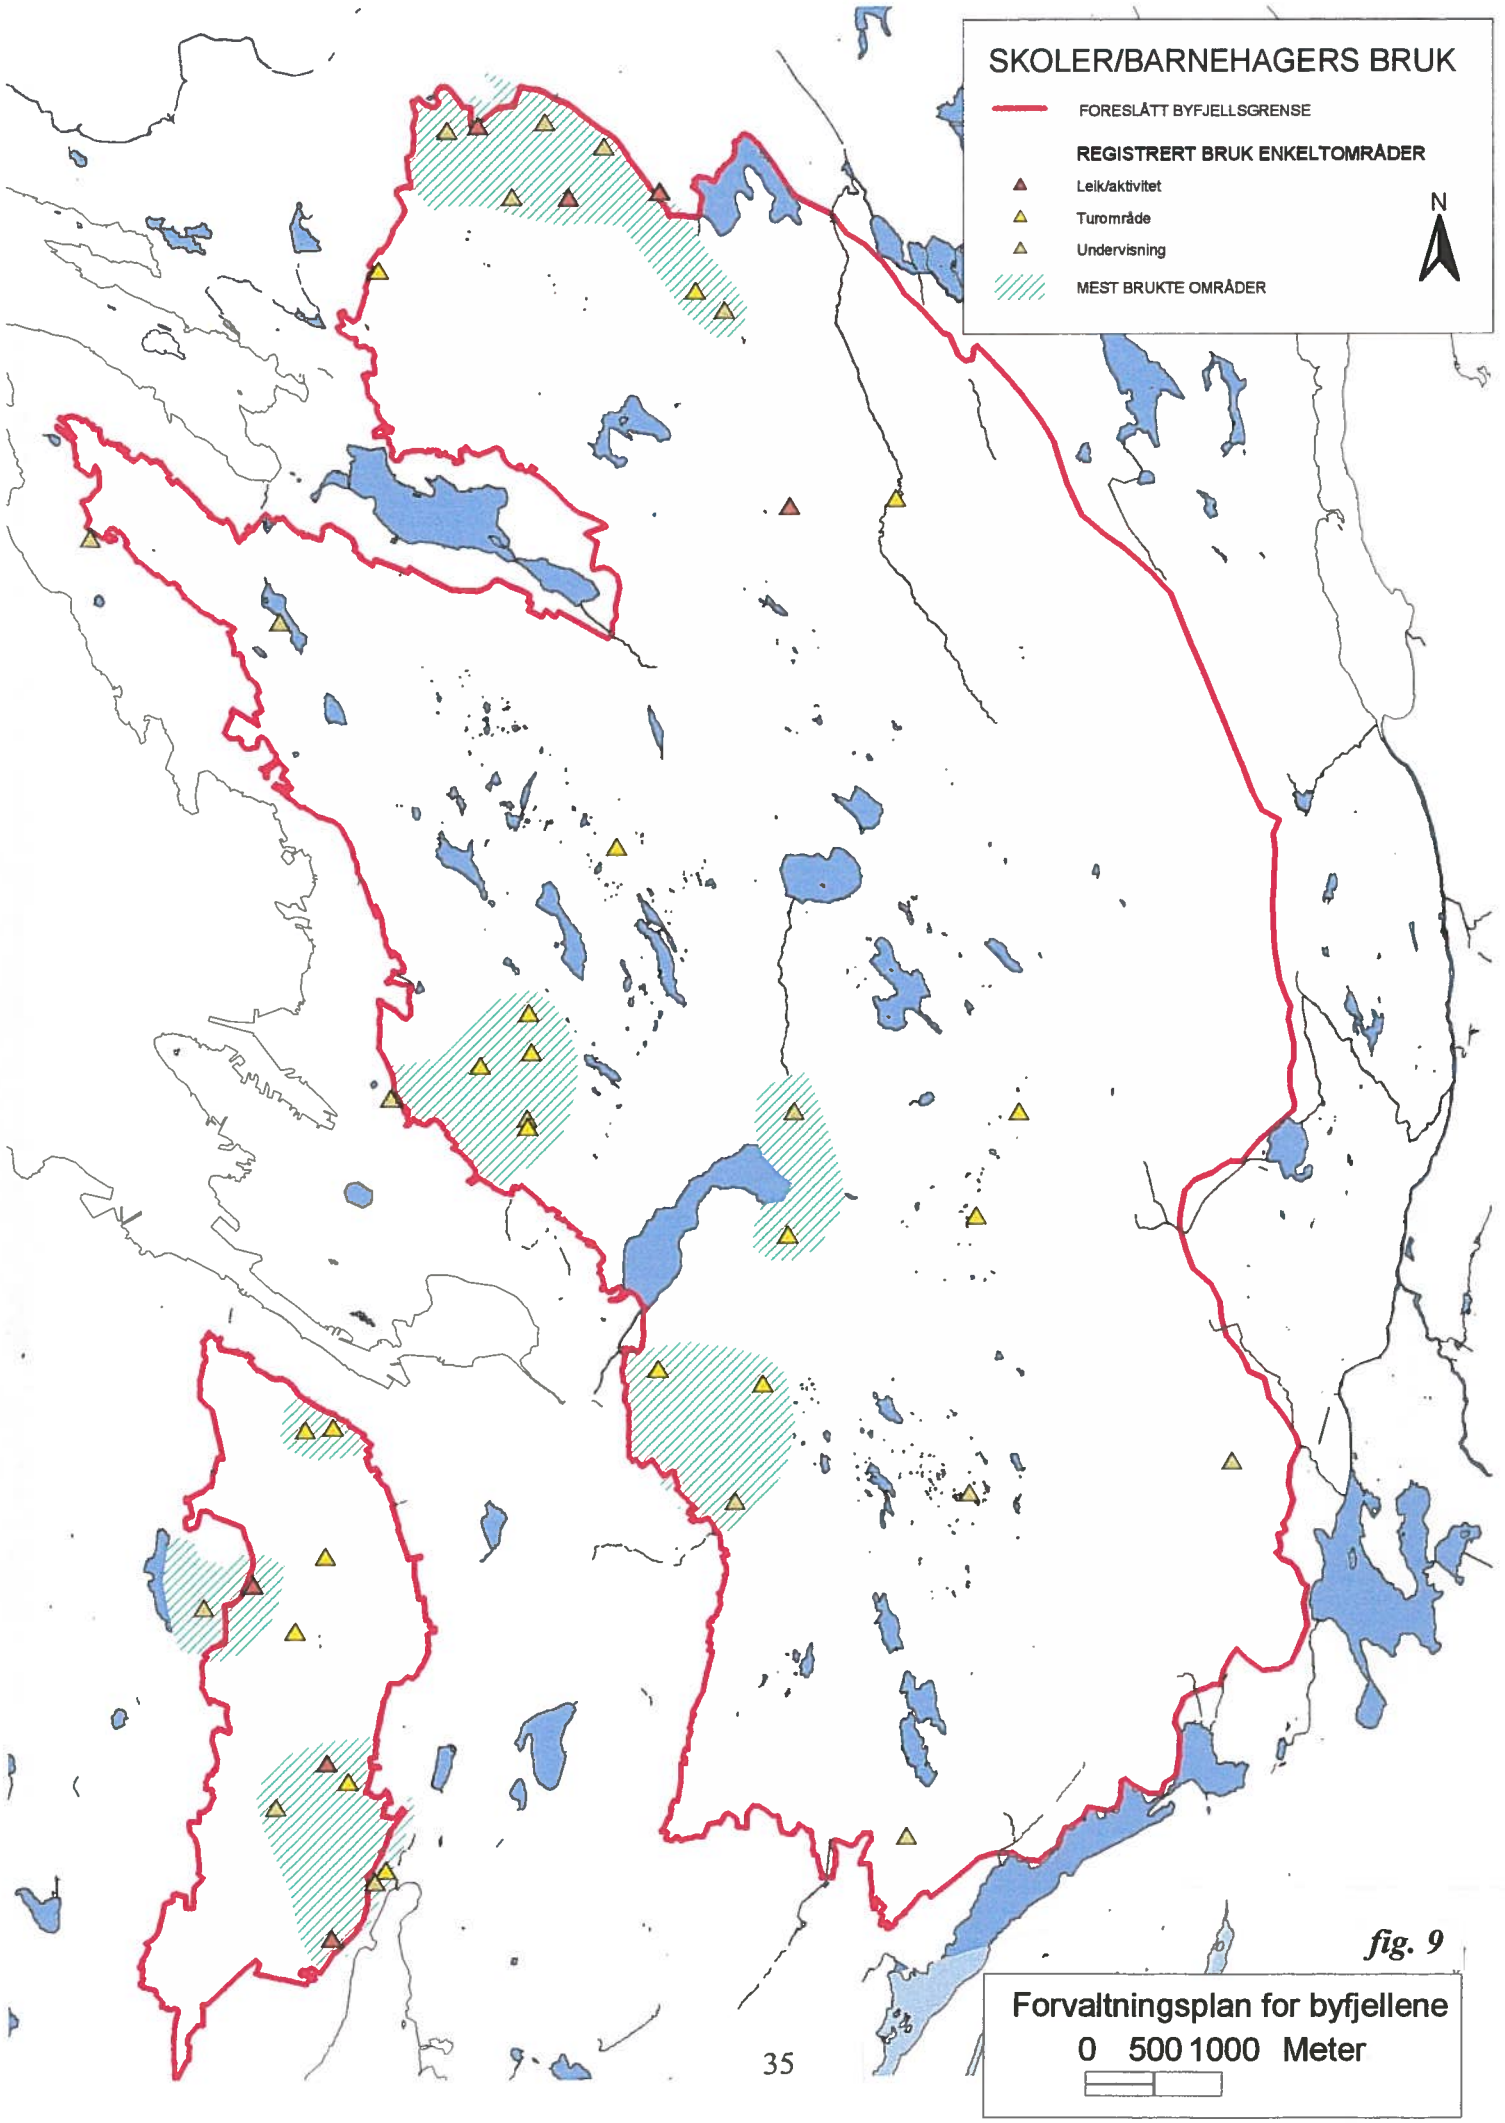 SKOLER/BARNEHAGERS BRUK
FORESLÅTT BYFJELLSGRENSE
REGISTRERT BRUK ENKELTOMRÅDER
Leik/aktivitet
Turområde
Undervisning
MEST BRUKTE OMRÅDER
N
fig. 9
Forvaltningsplan for byfjellene
0 500 1000 Meter
35